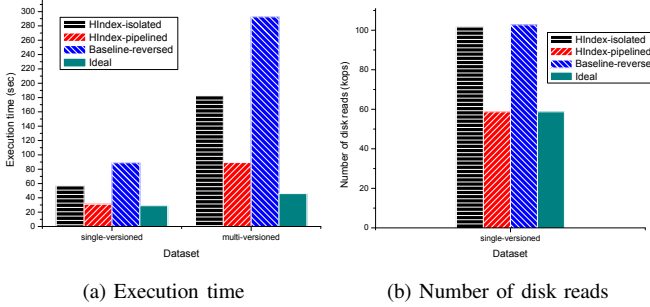 300
280
260
240
220
200
180
160
140
120
100
80
60
40
20
0
Execution time (sec)
HIndex-isolated
HIndex-pipelined
Baseline-reversed
Ideal
single-versioned
multi-versioned
Dataset
(a) Execution time
100
80
60
40
20
0
Number of disk reads (kops)
HIndex-isolated
HIndex-pipelined
Baseline-reversed
Ideal
single-versioned
Dataset
(b) Number of disk reads